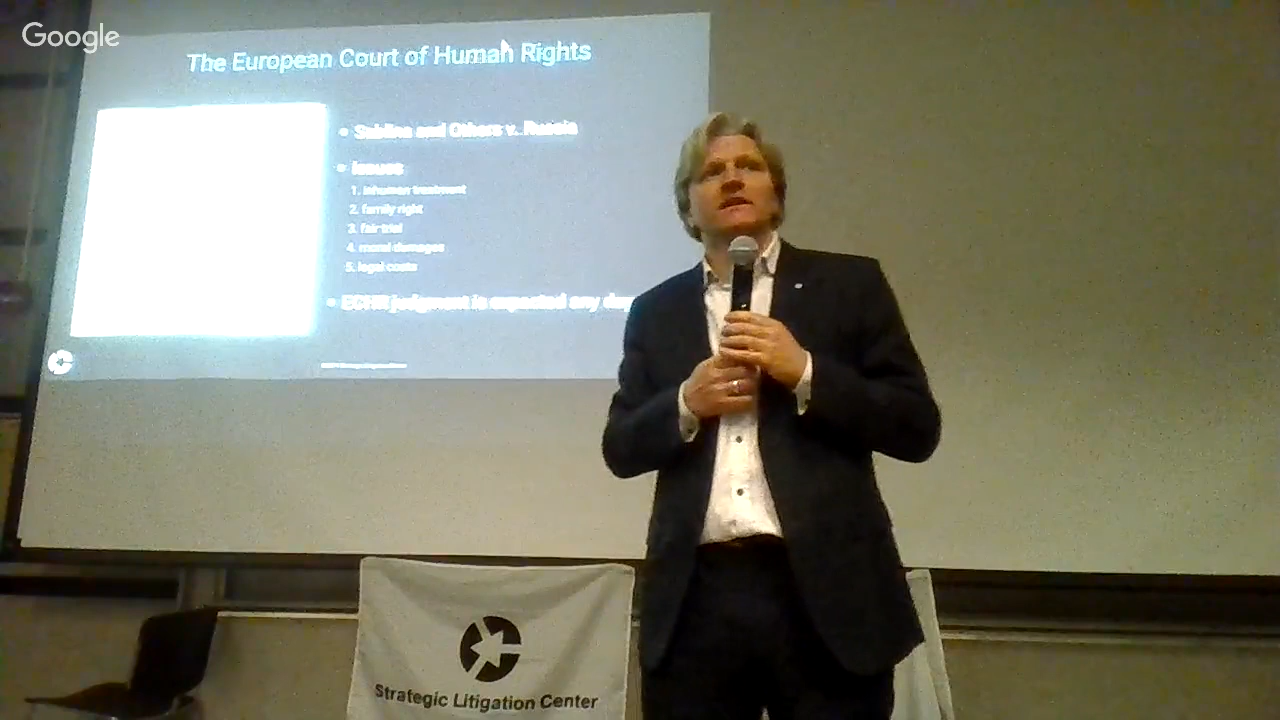 Google
The European Court of Human Rights
• Sablina and Others v. Russia
• Issues
1. inhuman treatment
2. family right
3. fair trial
4. moral damages
5. legal costs
• ECHR judgment is expected any day
Strategic Litigation Center